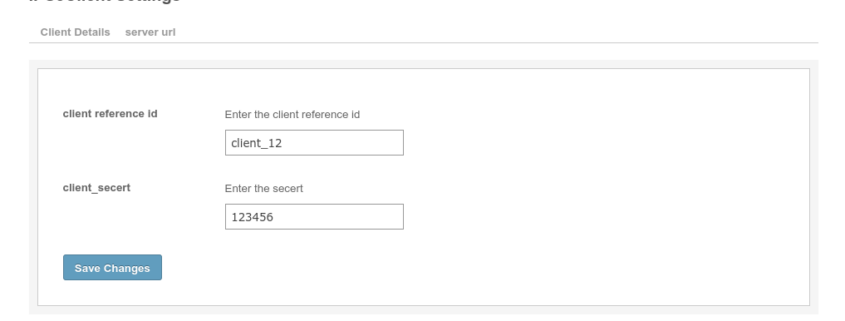 Client Details server url
client reference id Enter the client reference id
client_12
client_secert Enter the secert
123456
Save Changes